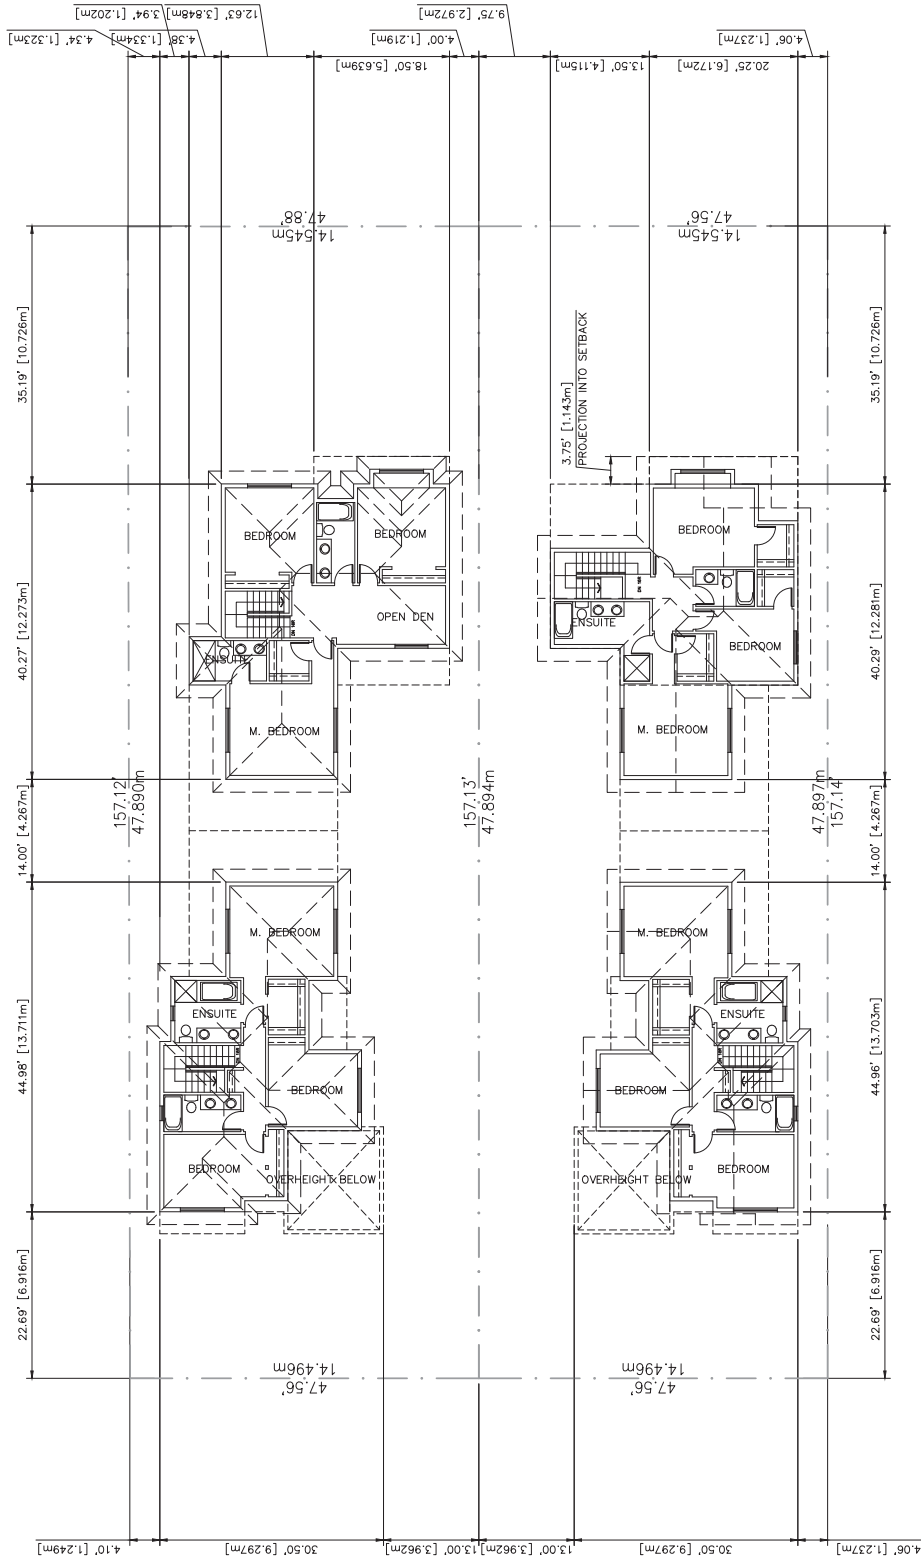 4.34' [1.323m]
3.94' [1.202m]
4.38' [1.334m]
12.63' [3.848m]
18.50' [5.639m]
4.00' [1.219m]
9.75' [2.972m]
13.50' [4.115m]
20.25' [6.172m]
4.06' [1.237m]
47.88'
14.545m
47.56'
14.545m
35.19' [10.726m]
3.75' [1.143m]
PROJECTION INTO SETBACK
35.19' [10.726m]
BEDROOM
BEDROOM
BEDROOM
40.27' [12.273m]
OPEN DEN
ENSUITE
DN 16R
ENSUITE
DN 16R
BEDROOM
40.29' [12.281m]
M. BEDROOM
M. BEDROOM
157.12'
47.890m
157.13'
47.894m
47.897m
157.14'
14.00' [4.267m]
14.00' [4.267m]
M. BEDROOM
M. BEDROOM
44.98' [13.711m]
ENSUITE
ENSUITE
44.96' [13.703m]
DN 16R
DN 16R
BEDROOM
BEDROOM
BEDROOM
OVERHEIGHT BELOW
OVERHEIGHT BELOW
BEDROOM
22.69' [6.916m]
22.69' [6.916m]
14.496m
47.56'
14.496m
47.56'
4.10' [1.249m]
30.50' [9.297m]
13.00' [3.962m]
13.00' [3.962m]
30.50' [9.297m]
4.06' [1.237m]